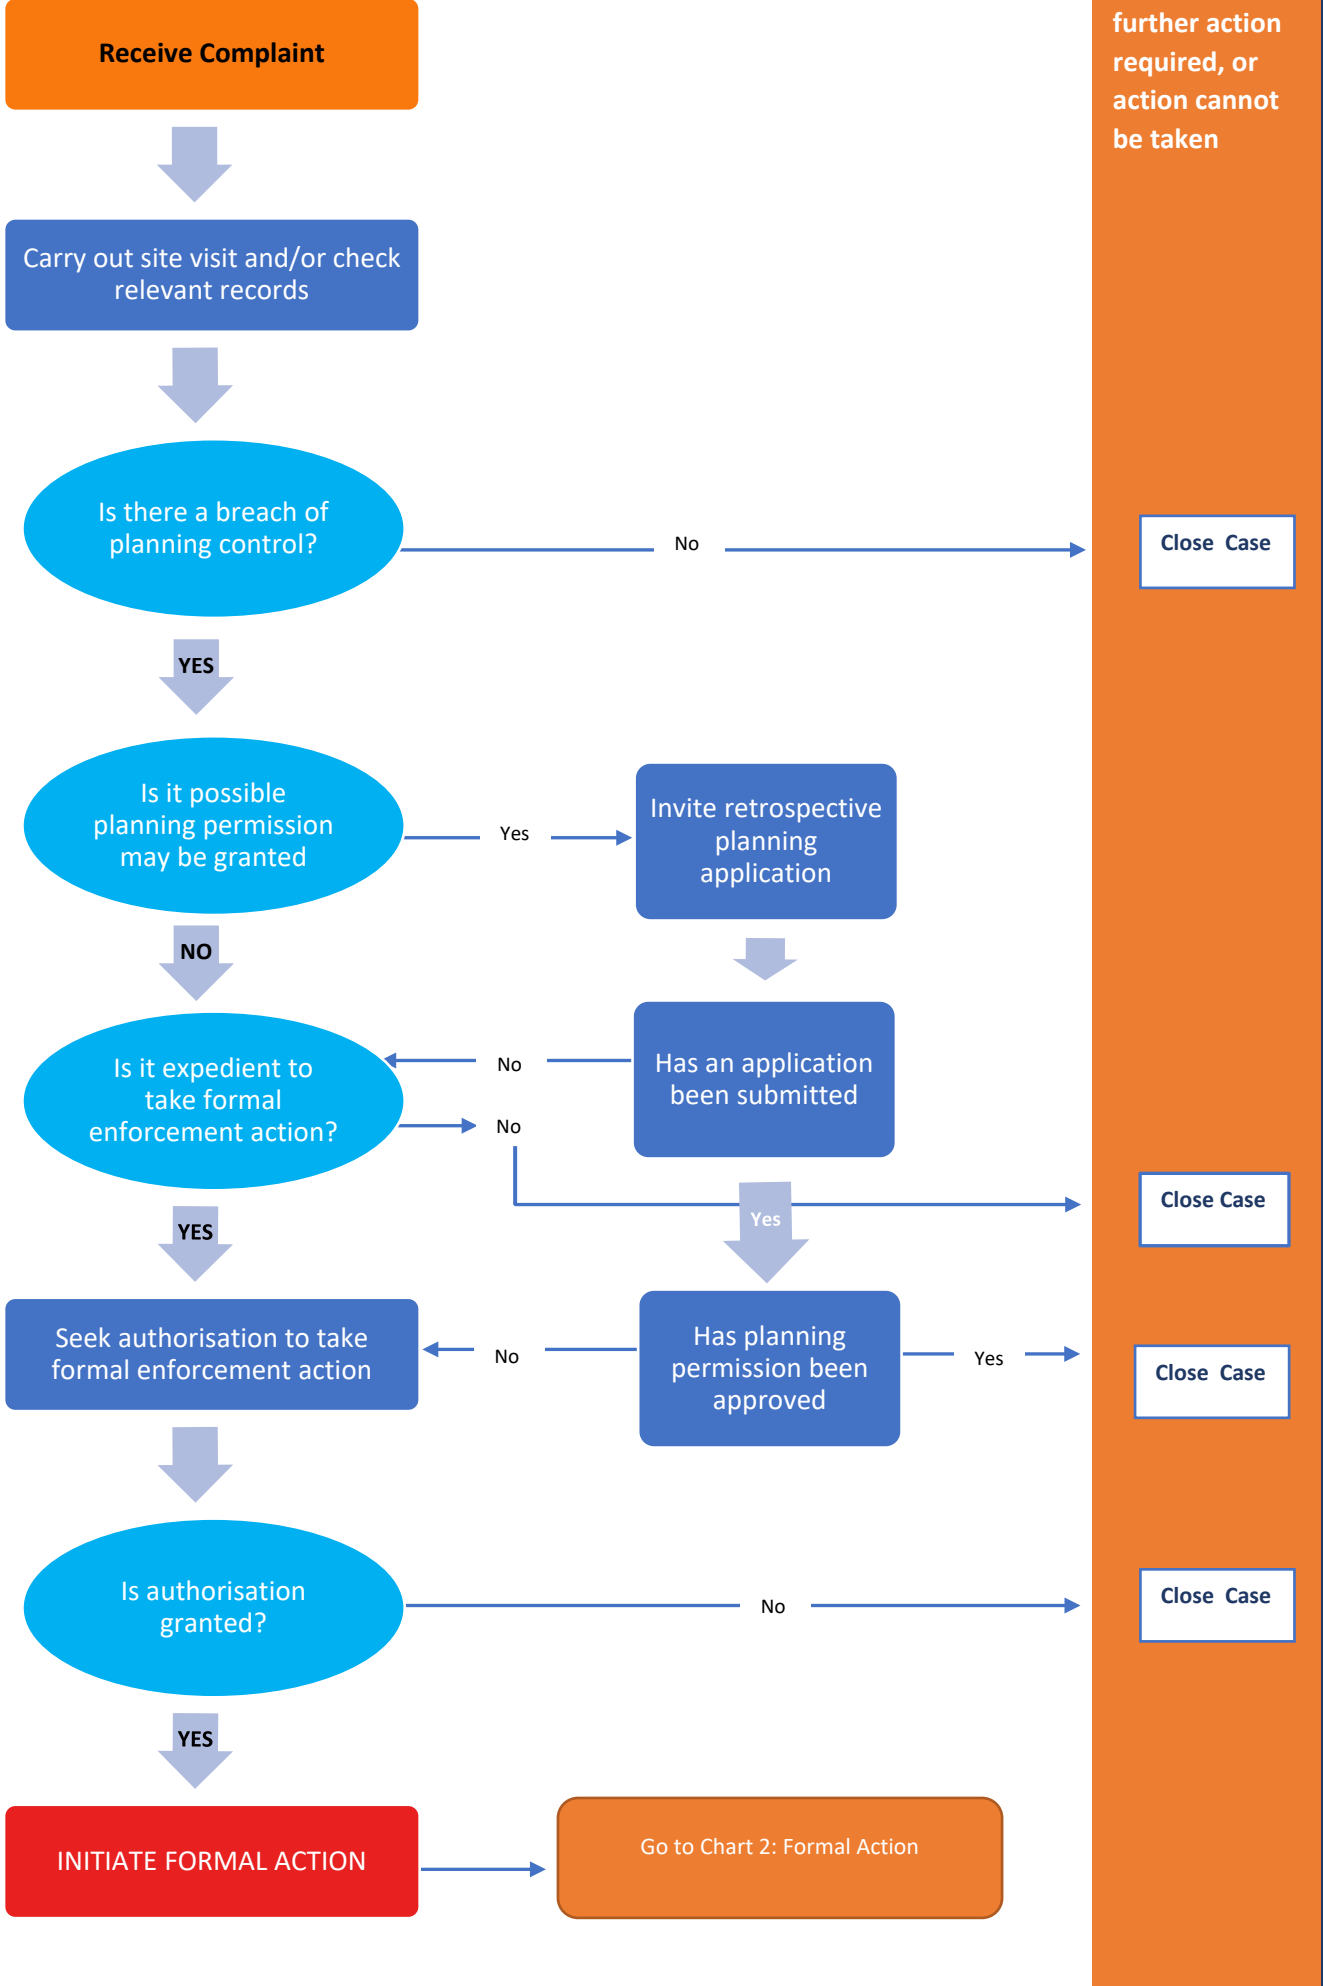 Receive Complaint
further action
required, or
action cannot
be taken
Carry out site visit and/or check
relevant records
Is there a breach of
planning control?
No
Close Case
YES
Is it possible
planning permission
may be granted
Yes
Invite retrospective
planning
application
NO
Is it expedient to
take formal
enforcement action?
No
No
Has an application
been submitted
Close Case
YES
Yes
Seek authorisation to take
formal enforcement action
No
Has planning
permission been
approved
Yes
Close Case
Is authorisation
granted?
No
Close Case
YES
INITIATE FORMAL ACTION
Go to Chart 2: Formal Action